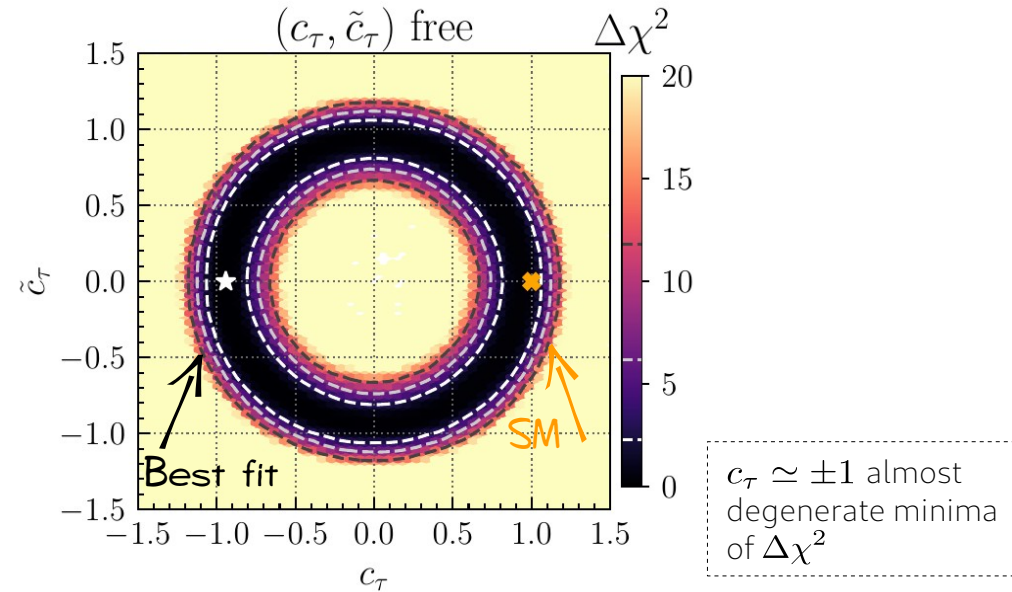 (c_τ, c̃_τ) free
Δχ²
1.5
1.0
0.5
0.0
−0.5
−1.0
−1.5
c̃_τ
−1.5 −1.0 −0.5 0.0 0.5 1.0 1.5
c_τ
20
15
10
5
0
Best fit
SM
c_τ ≃ ±1 almost
degenerate minima
of Δχ²